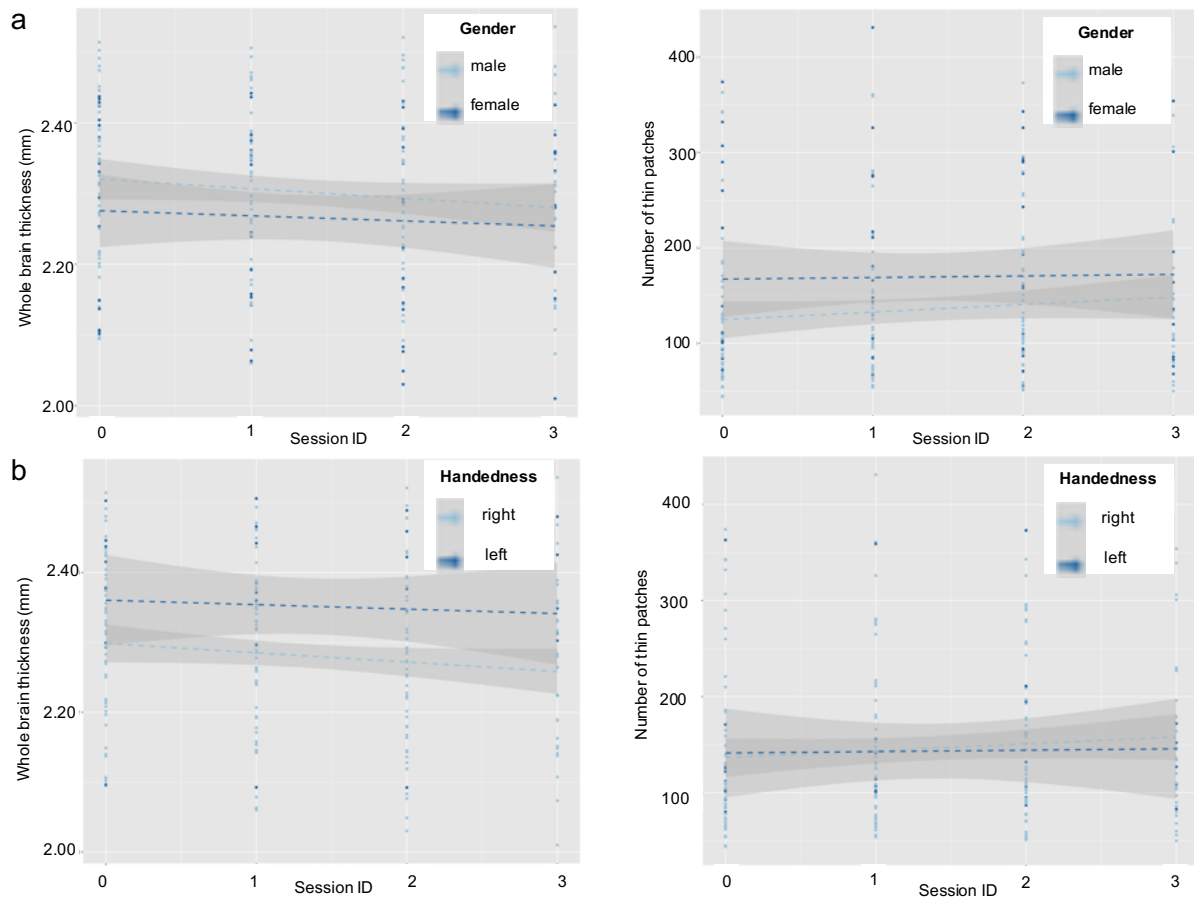 a
Gender
male
female
Whole brain thickness (mm)
2.40
2.20
2.00
0
1
2
3
Session ID
Gender
male
female
Number of thin patches
400
300
200
100
0
1
2
3
Session ID
b
Handedness
right
left
Whole brain thickness (mm)
2.40
2.20
2.00
0
1
2
3
Session ID
Handedness
right
left
Number of thin patches
400
300
200
100
0
1
2
3
Session ID